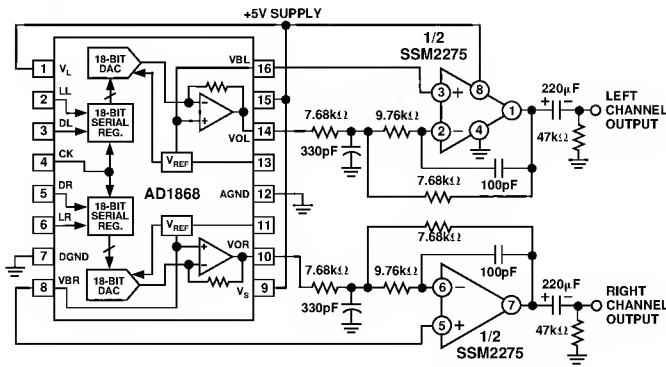 +5V SUPPLY
1
2
3
4
5
6
7
8
VL
LL
DL
CK
DR
LR
DGND
VBR
18-BIT
DAC
18-BIT
SERIAL
REG.
18-BIT
SERIAL
REG.
18-BIT
DAC
VREF
VREF
AD1868
VBL
VOL
AGND
VOR
VS
16
15
14
13
12
11
10
9
7.68kΩ
330pF
9.76kΩ
1/2
SSM2275
3
+
2
−
8
1
4
100pF
7.68kΩ
220µF
+
−
47kΩ
LEFT
CHANNEL
OUTPUT
7.68kΩ
7.68kΩ
330pF
9.76kΩ
100pF
6
−
5
+
7
1/2
SSM2275
220µF
+
−
47kΩ
RIGHT
CHANNEL
OUTPUT